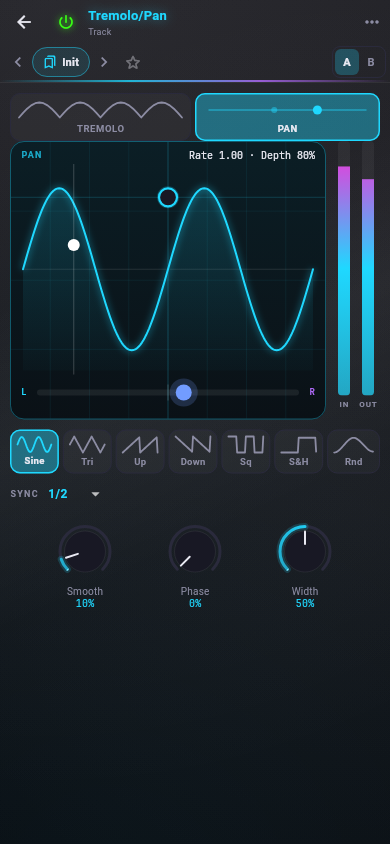 Tremolo/Pan
Track
Init
A B
TREMOLO
PAN
PAN
Rate 1.00 · Depth 80%
L R
IN OUT
Sine Tri Up Down Sq S&H Rnd
SYNC 1/2
Smooth Phase Width
10% 0% 50%